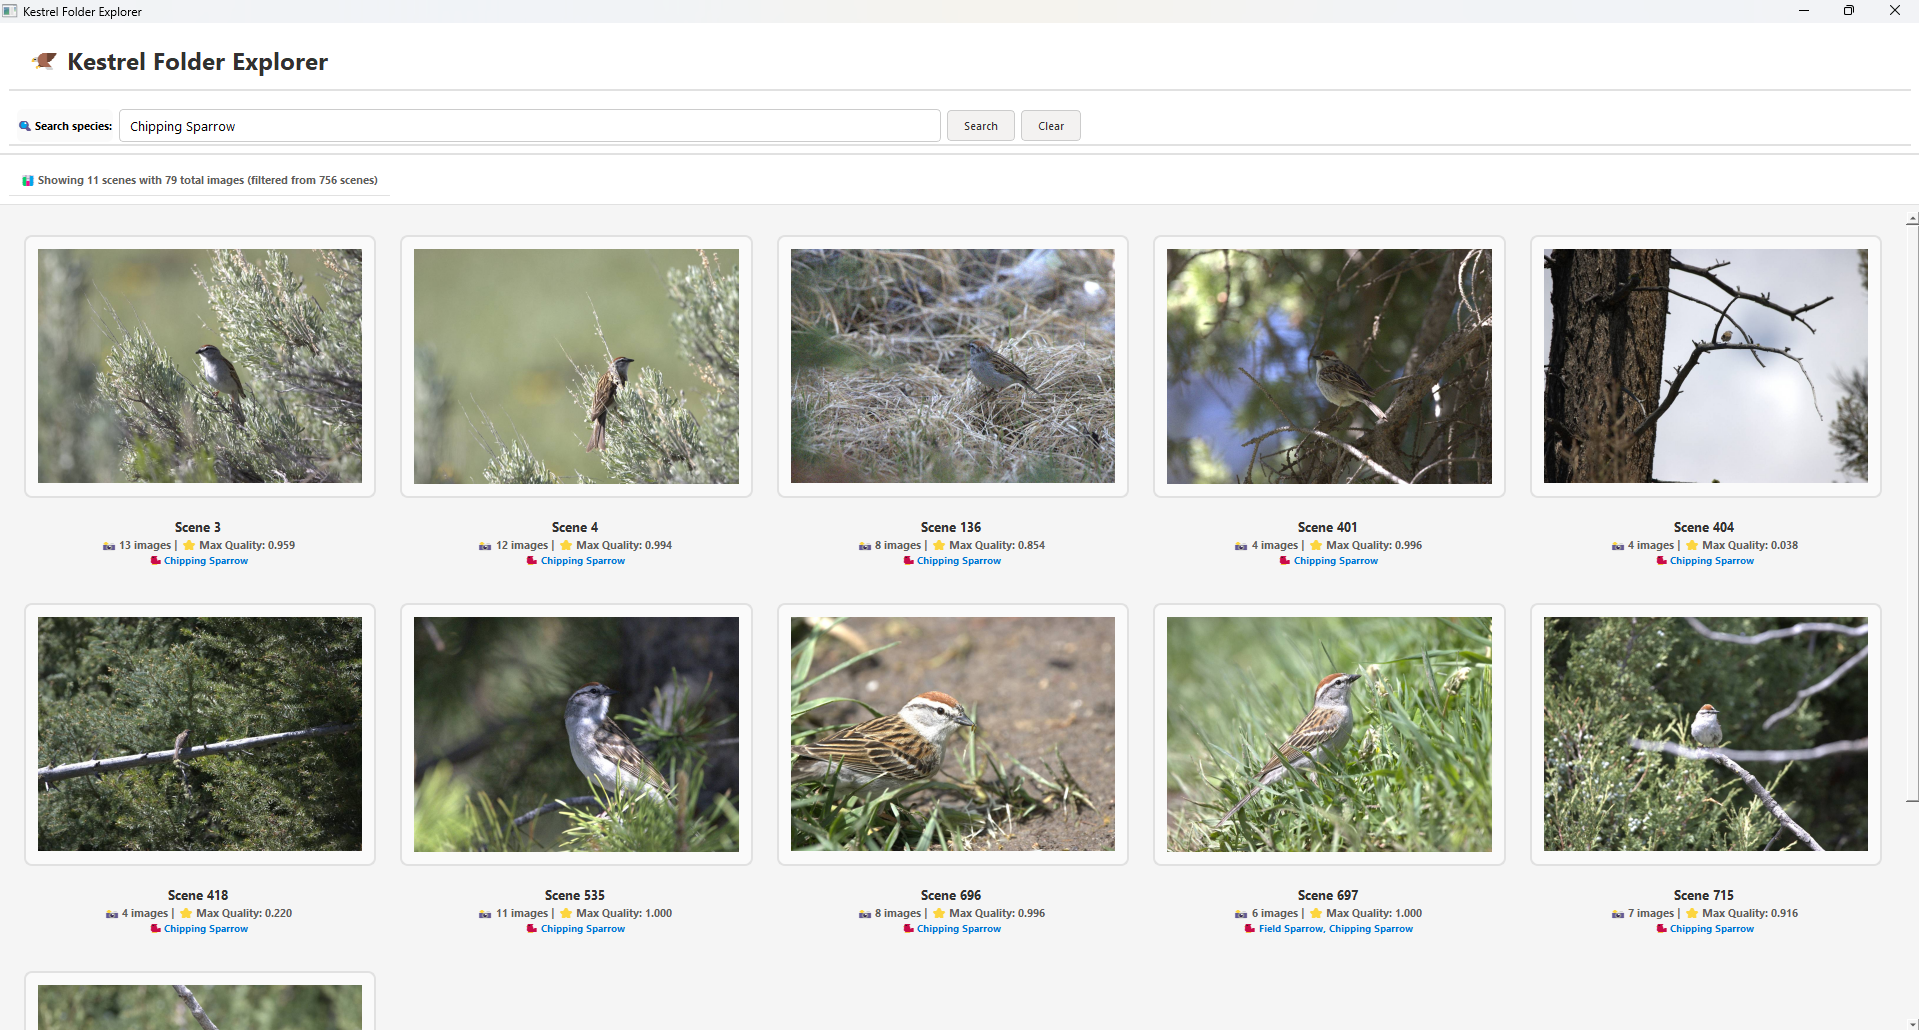 Kestrel Folder Explorer
Kestrel Folder Explorer
Search species: Chipping Sparrow Search Clear
Showing 11 scenes with 79 total images (filtered from 756 scenes)
Scene 3
13 images | Max Quality: 0.959
Chipping Sparrow
Scene 4
12 images | Max Quality: 0.994
Chipping Sparrow
Scene 136
8 images | Max Quality: 0.854
Chipping Sparrow
Scene 401
4 images | Max Quality: 0.996
Chipping Sparrow
Scene 404
4 images | Max Quality: 0.038
Chipping Sparrow
Scene 418
4 images | Max Quality: 0.220
Chipping Sparrow
Scene 535
11 images | Max Quality: 1.000
Chipping Sparrow
Scene 696
8 images | Max Quality: 0.996
Chipping Sparrow
Scene 697
6 images | Max Quality: 1.000
Field Sparrow, Chipping Sparrow
Scene 715
7 images | Max Quality: 0.916
Chipping Sparrow